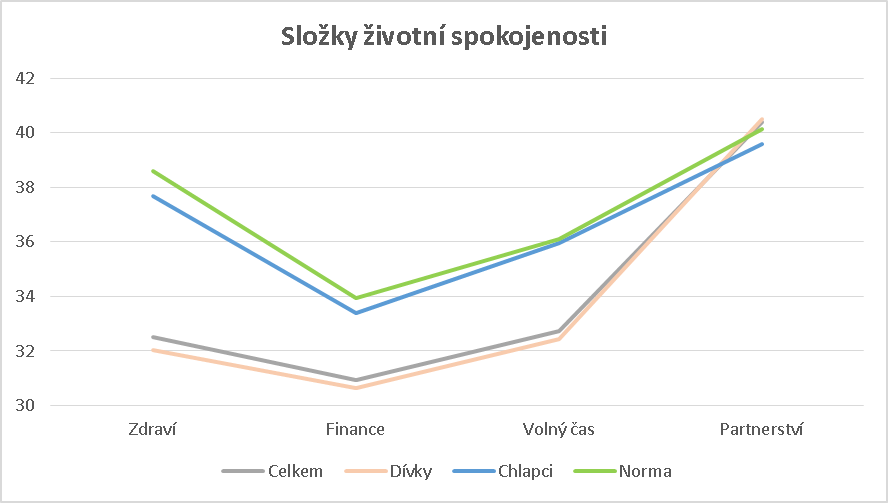 Složky životní spokojenosti
42
40
38
36
34
32
30
Zdraví Finance Volný čas Partnerství
Celkem Dívky Chlapci Norma